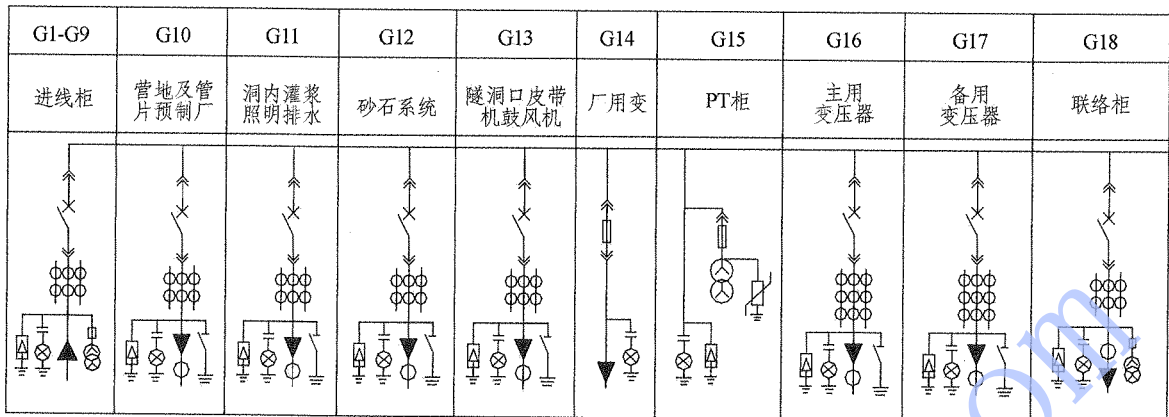 G1-G9 G10 G11 G12 G13 G14 G15 G16 G17 G18
进线柜
营地及管
片预制厂
洞内灌浆
照明排水
砂石系统
隧洞口皮带
机鼓风机
厂用变
PT柜
主用
变压器
备用
变压器
联络柜
om